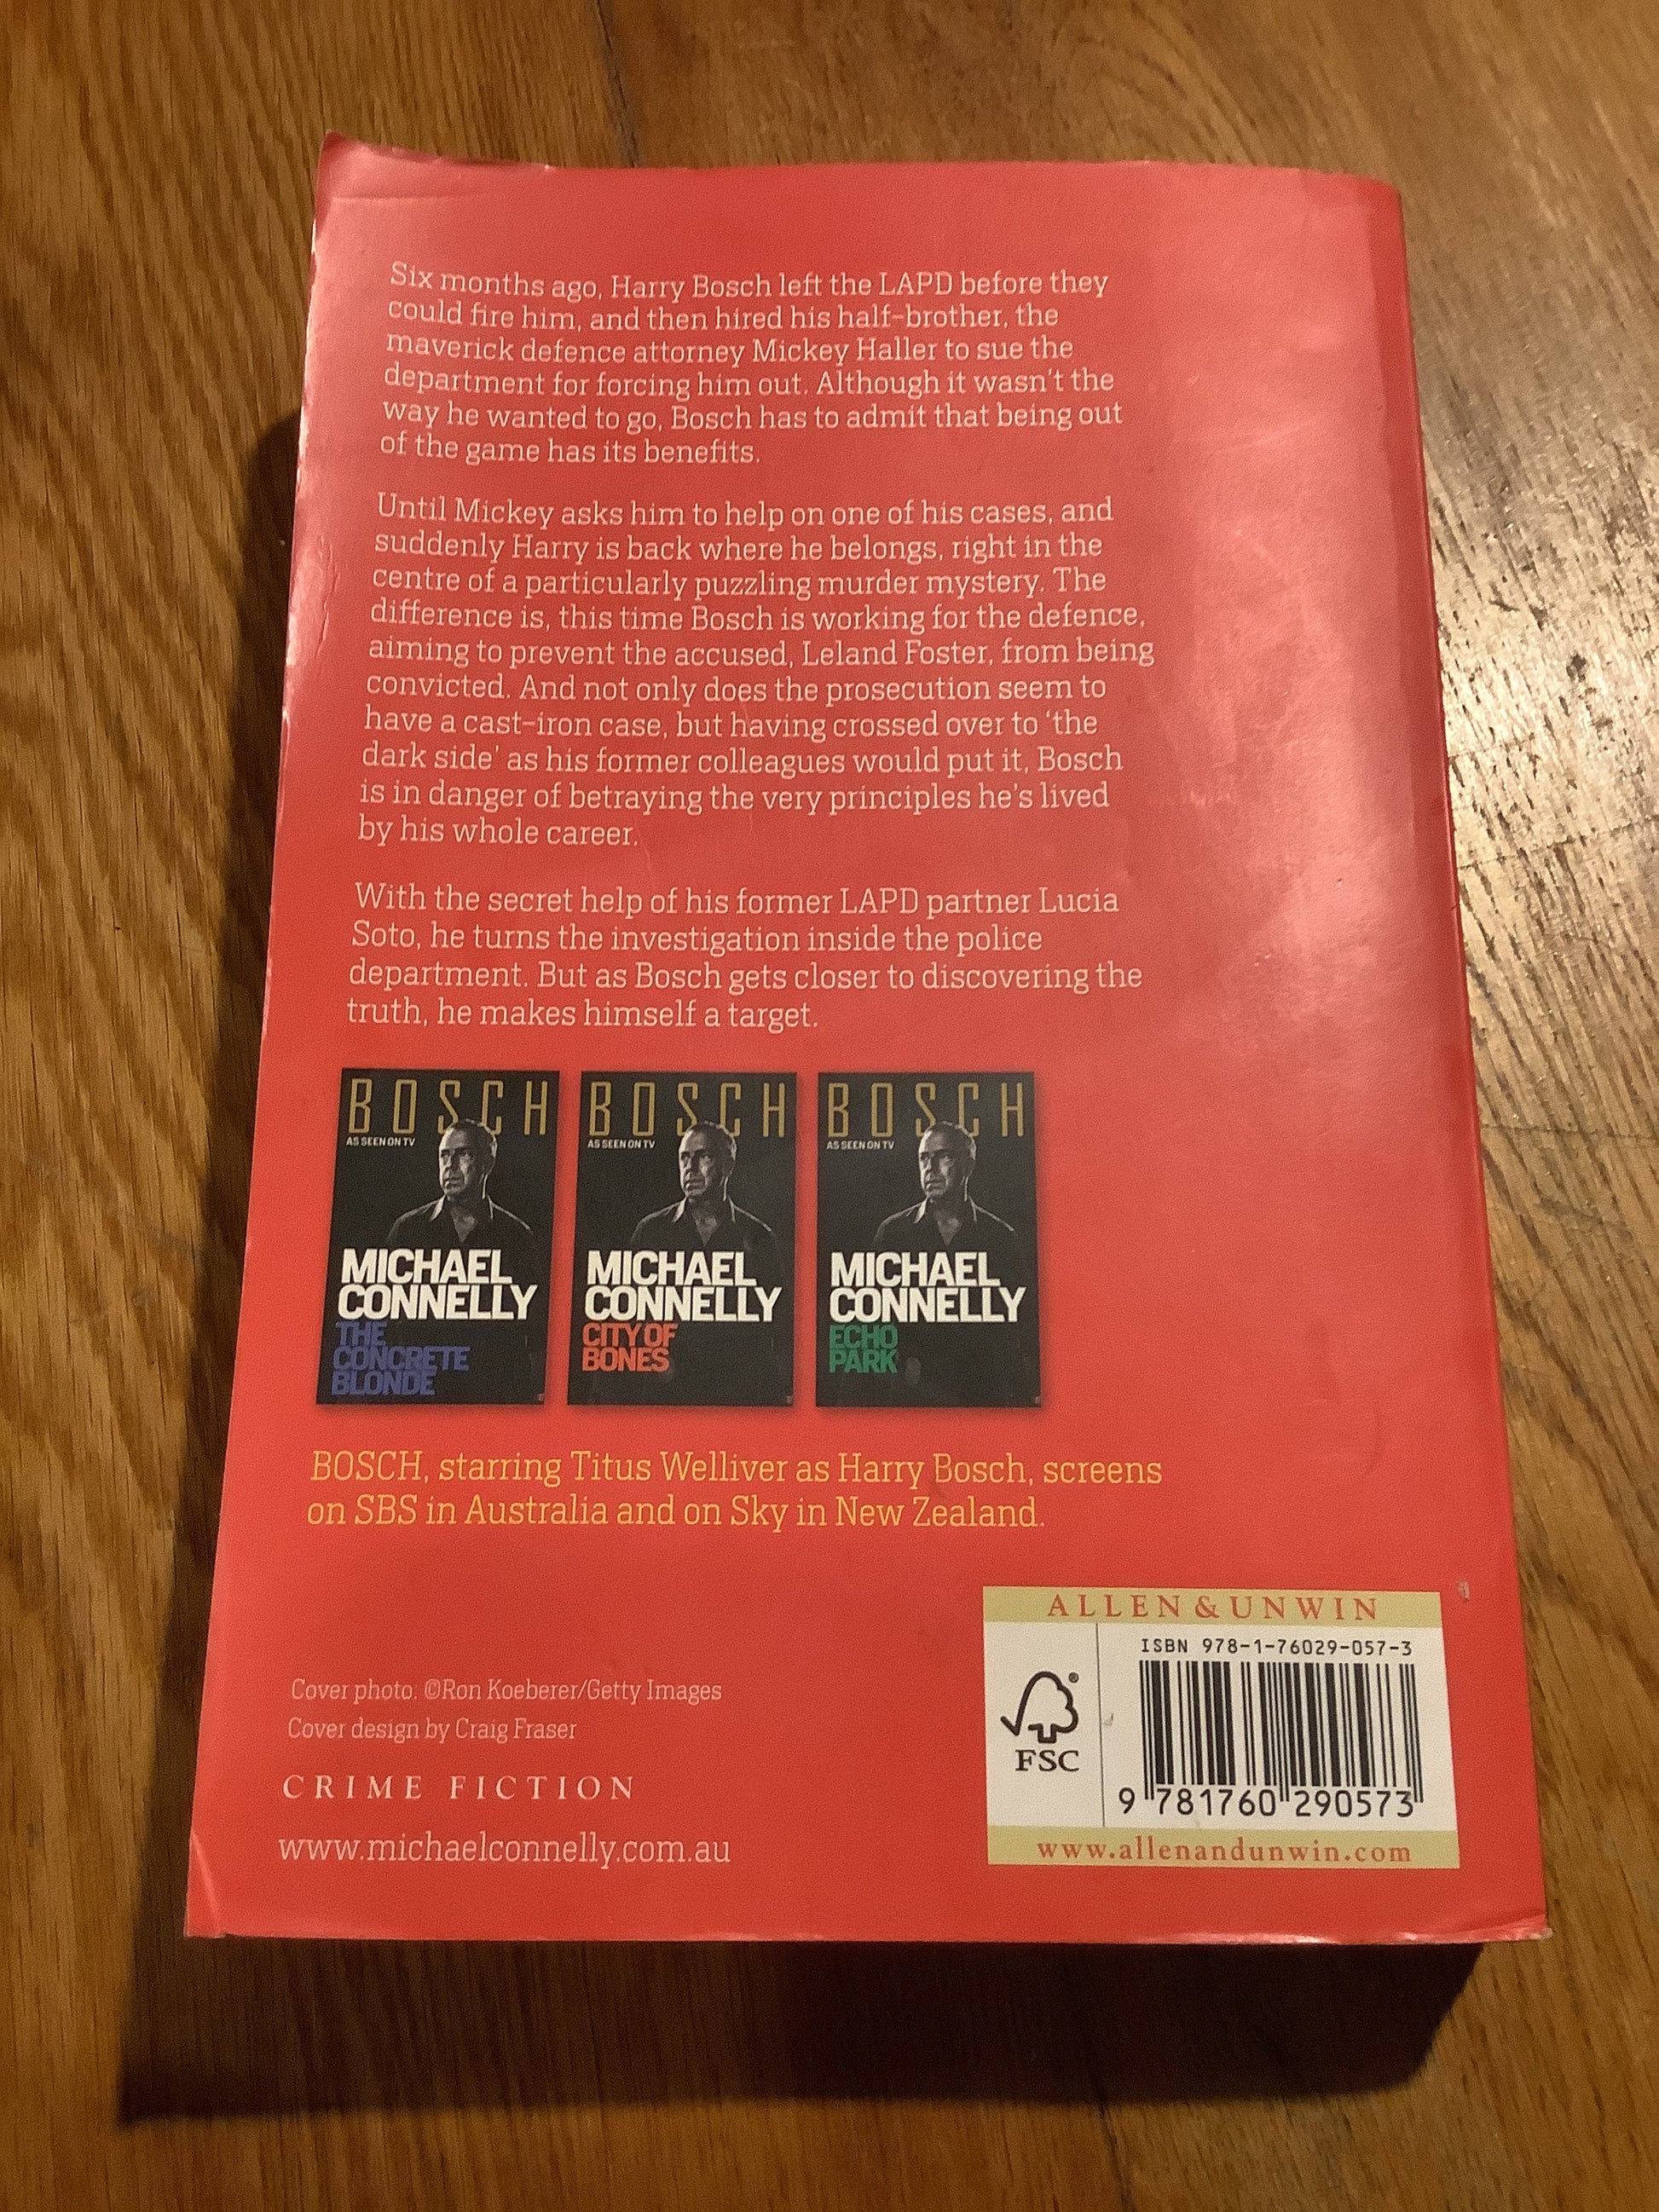 Six months ago, Harry Bosch left the LAPD before they
could fire him, and then hired his half-brother, the
maverick defence attorney Mickey Haller to sue the
department for forcing him out. Although it wasn't the
way he wanted to go, Bosch has to admit that being out
of the game has its benefits.
Until Mickey asks him to help on one of his cases, and
suddenly Harry is back where he belongs, right in the
centre of a particularly puzzling murder mystery. The
difference is, this time Bosch is working for the defence,
aiming to prevent the accused, Leland Foster, from being
convicted. And not only does the prosecution seem to
have a cast-iron case, but having crossed over to ‘the
dark side’ as his former colleagues would put it, Bosch
is in danger of betraying the very principles he's lived
by his whole career.
With the secret help of his former LAPD partner Lucia
Soto, he turns the investigation inside the police
department. But as Bosch gets closer to discovering the
truth, he makes himself a target.
BOSCH
AS SEEN ON TV
MICHAEL
CONNELLY
THE
CONCRETE
BLONDE
BOSCH
AS SEEN ON TV
MICHAEL
CONNELLY
CITY OF
BONES
BOSCH
AS SEEN ON TV
MICHAEL
CONNELLY
ECHO
PARK
BOSCH, starring Titus Welliver as Harry Bosch, screens
on SBS in Australia and on Sky in New Zealand.
Cover photo: ©Ron Koeberer/Getty Images
Cover design by Craig Fraser
CRIME FICTION
www.michaelconnelly.com.au
ALLEN & UNWIN
ISBN 978-1-76029-057-3
®
FSC
9 781760 290573
www.allenandunwin.com